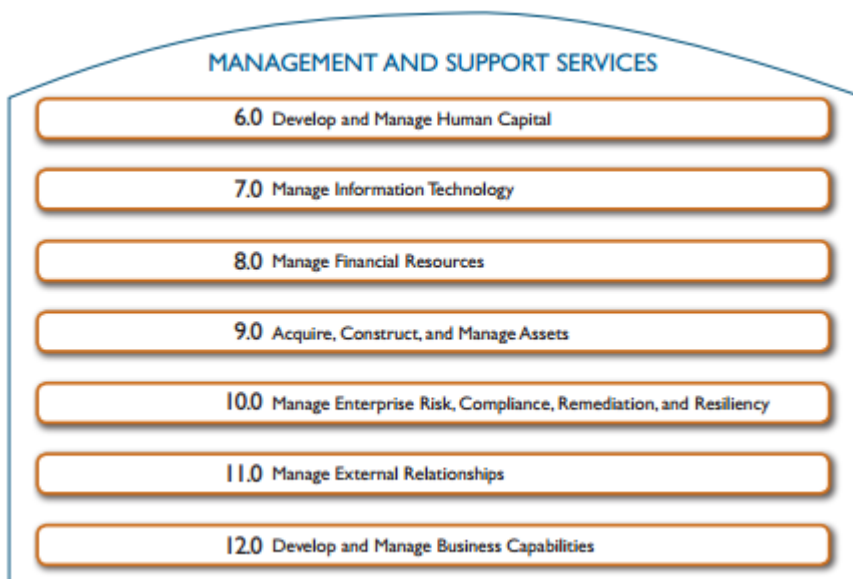 MANAGEMENT AND SUPPORT SERVICES
6.0 Develop and Manage Human Capital
7.0 Manage Information Technology
8.0 Manage Financial Resources
9.0 Acquire, Construct, and Manage Assets
10.0 Manage Enterprise Risk, Compliance, Remediation, and Resiliency
11.0 Manage External Relationships
12.0 Develop and Manage Business Capabilities